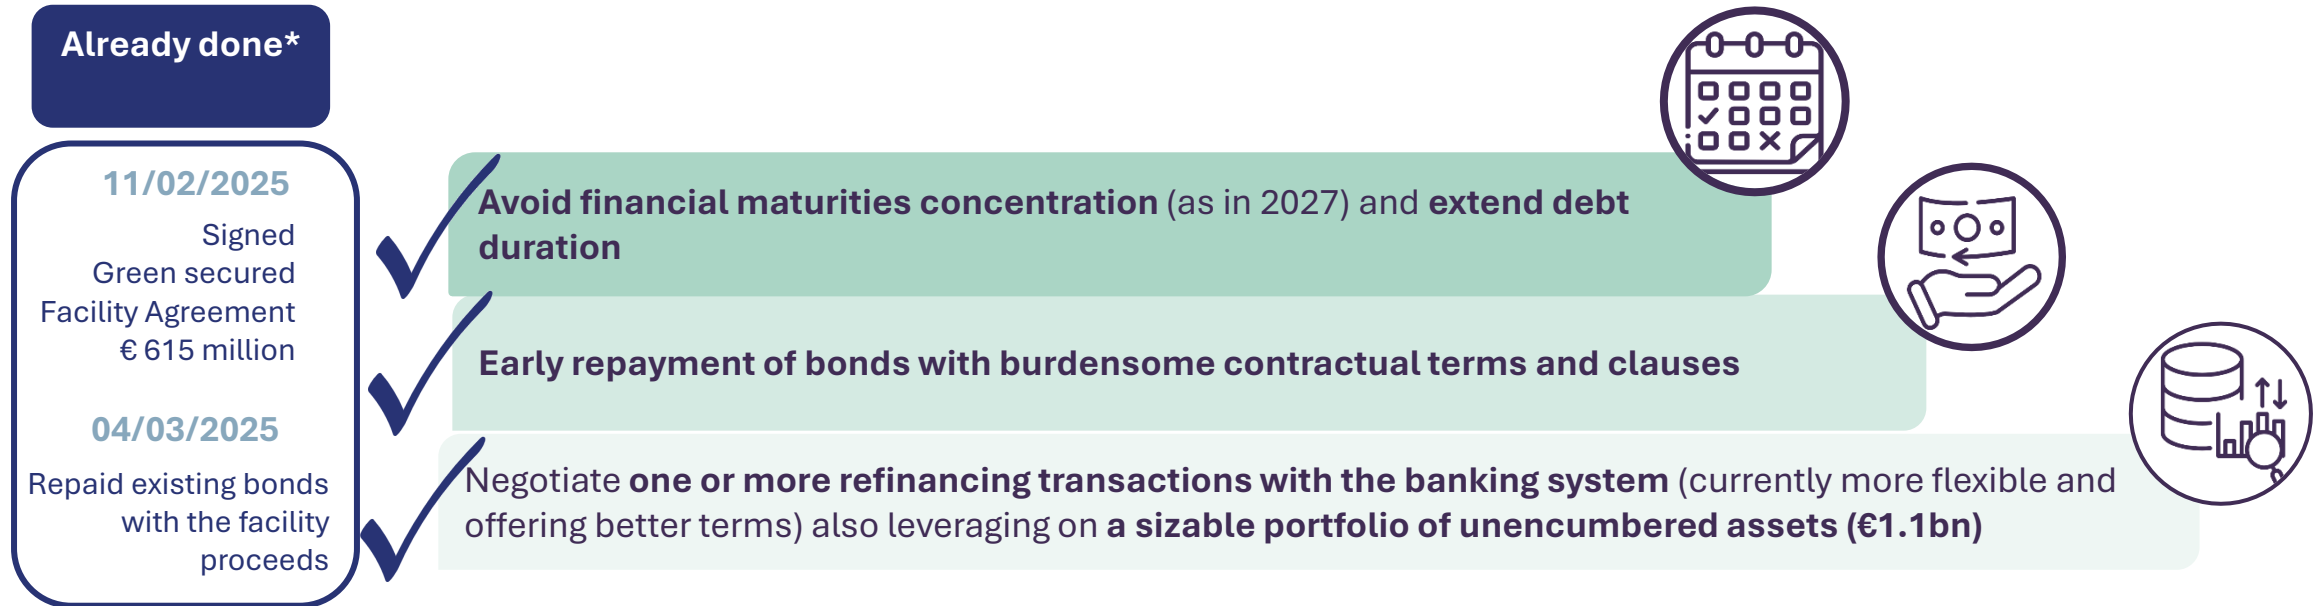 Already done*
11/02/2025
Signed
Green secured
Facility Agreement
€ 615 million
04/03/2025
Repaid existing bonds
with the facility
proceeds
Avoid financial maturities concentration (as in 2027) and extend debt
duration
Early repayment of bonds with burdensome contractual terms and clauses
Negotiate one or more refinancing transactions with the banking system (currently more flexible and
offering better terms) also leveraging on a sizable portfolio of unencumbered assets (€1.1bn)